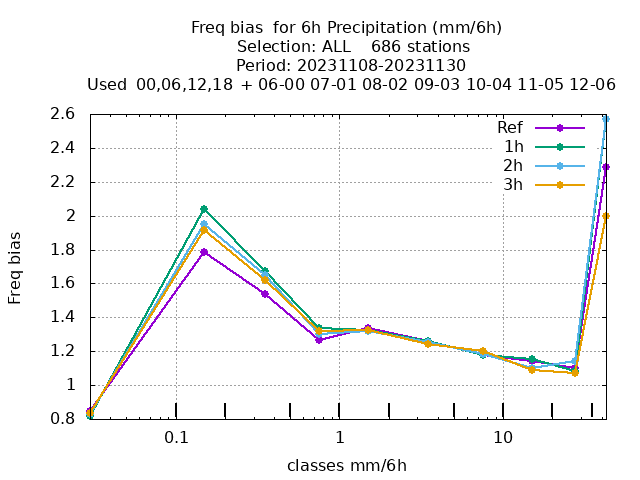 Freq bias  for 6h Precipitation (mm/6h)
Selection: ALL    686 stations
Period: 20231108-20231130
Used  00,06,12,18  + 06-00 07-01 08-02 09-03 10-04 11-05 12-06
2.6
2.4
2.2
2
1.8
1.6
1.4
1.2
1
0.8
Freq bias
Ref
1h
2h
3h
0.1 1 10
classes mm/6h